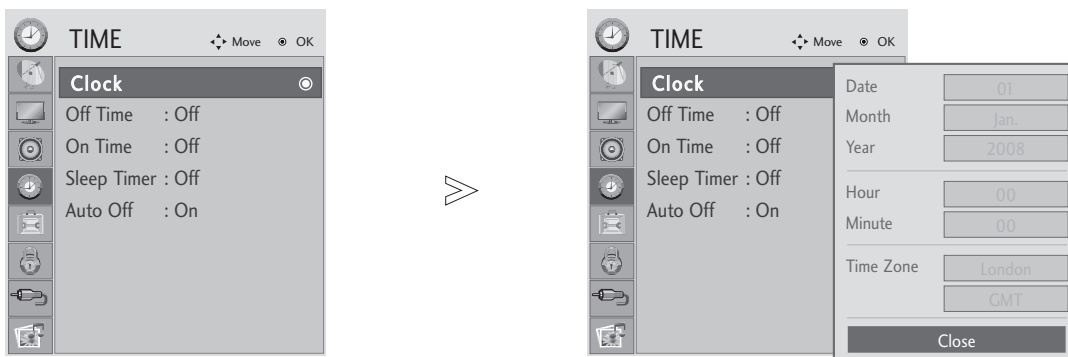 TIME Move OK
Clock
Off Time : Off
On Time : Off
Sleep Timer : Off
Auto Off : On
TIME Move OK
Clock
Off Time : Off
On Time : Off
Sleep Timer : Off
Auto Off : On
Date 01
Month Jan.
Year 2008
Hour 00
Minute 00
Time Zone London
GMT
Close